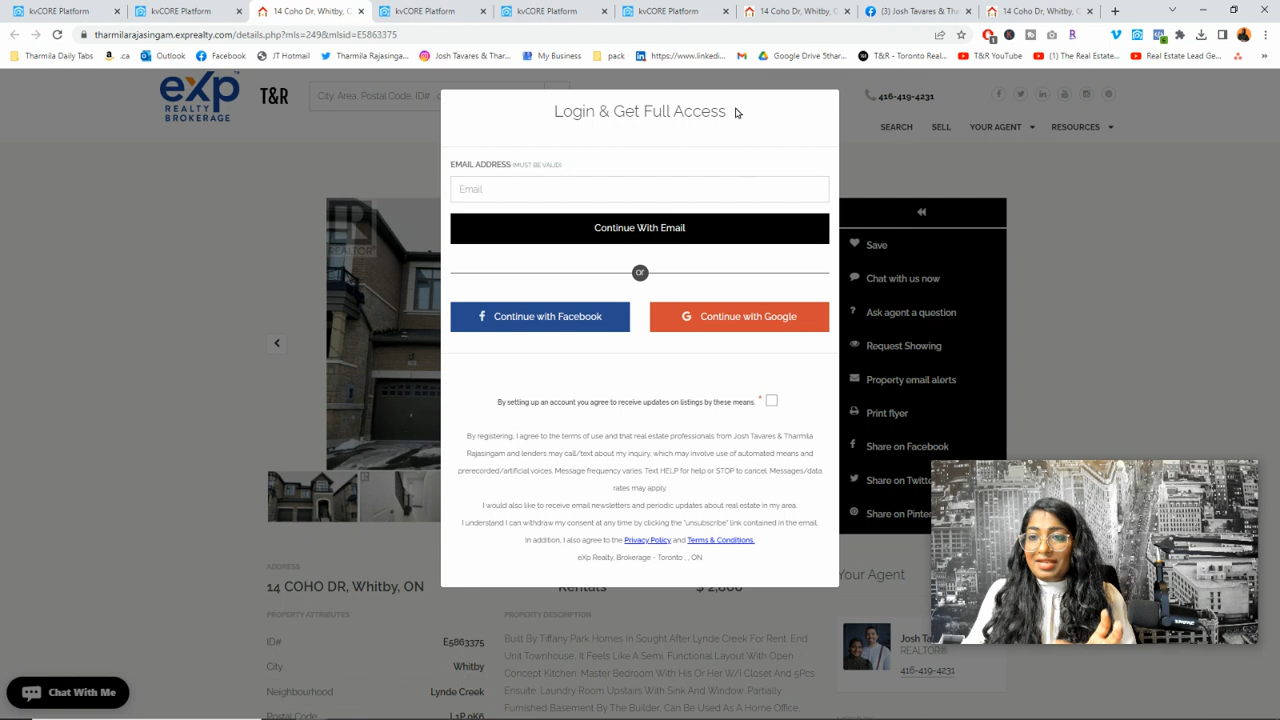 kvCORE Platform
kvCORE Platform
14 Coho Dr, Whitby, O
kvCORE Platform
kvCORE Platform
kvCORE Platform
14 Coho Dr, Whitby, O
(3) Josh Tavares & Tha
14 Coho Dr, Whitby, O
tharmilarajasingam.exprealty.com/details.php?mls=249&mlsid=E5863375
Tharmila Daily Tabs
.ca
Outlook
JT Hotmail
Tharmila Rajasinga...
Josh Tavares & Thar...
My Business
pack
https://www.linkedi...
Google Drive 5thar...
T&R - Toronto Real...
T&R YouTube
(1) The Real Estate...
Real Estate Lead Ge...
exp
REALTY
BROKERAGE
T&R
City, Area, Postal Code, ID#
416-419-4231
SEARCH
SELL
YOUR AGENT
RESOURCES
Login & Get Full Access
EMAIL ADDRESS (MUST BE VALID)
Email
Continue With Email
or
Continue with Facebook
Continue with Google
By setting up an account you agree to receive updates on listings by these means. *
By registering, I agree to the terms of use and that real estate professionals from Josh Tavares & Tharmila
Rajasingam and lenders may call/text about my inquiry, which may involve use of automated means and
prerecorded/artificial voices. Message frequency varies. Text HELP for help or STOP to cancel. Messages/data
rates may apply.
I would also like to receive email newsletters and periodic updates about real estate in my area.
I understand I can withdraw my consent at any time by clicking the "unsubscribe" link contained in the email.
In addition, I also agree to the Privacy Policy and Terms & Conditions.
eXp Realty, Brokerage - Toronto , , ON
REALTOR®
Save
Chat with us now
Ask agent a question
Request Showing
Property email alerts
Print flyer
Share on Facebook
Share on Twitte
Share on Pinter
ADDRESS
14 COHO DR, Whitby, ON
Rentals
$ 2,800
PROPERTY ATTRIBUTES
ID# E5863375
City Whitby
Neighbourhood Lynde Creek
Postal Code L1P 0K6
PROPERTY DESCRIPTION
Built By Tiffany Park Homes In Sought After Lynde Creek For Rent. End
Unit Townhouse, It Feels Like A Semi. Functional Layout With Open
Concept Kitchen. Master Bedroom With His Or Her W/I Closet And 5Pcs
Ensuite. Laundry Room Upstairs With Sink And Window. Partially
Furnished Basement By The Builder, Can Be Used As A Home Office,
Your Agent
Josh Ta
REALTOR®
416-419-4231
Chat With Me